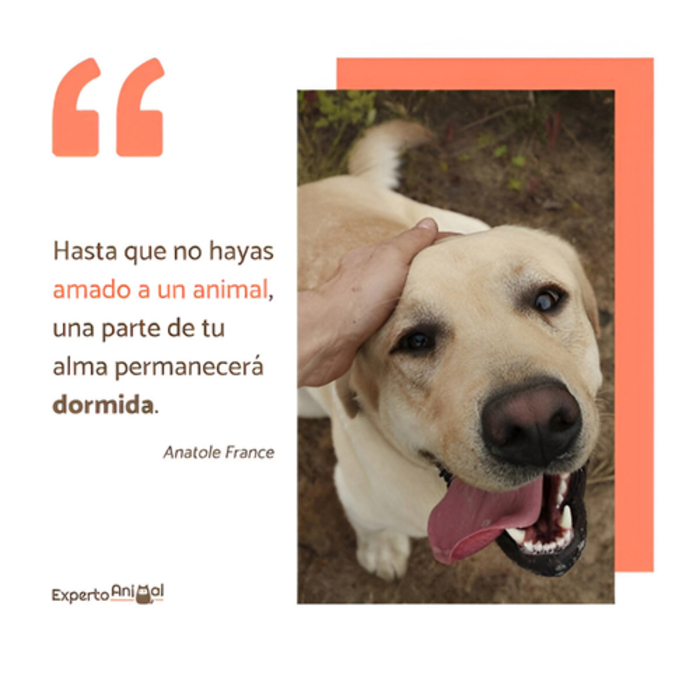 Hasta que no hayas
amado a un animal,
una parte de tu
alma permanecerá
dormida.
Anatole France
ExpertoAnimal